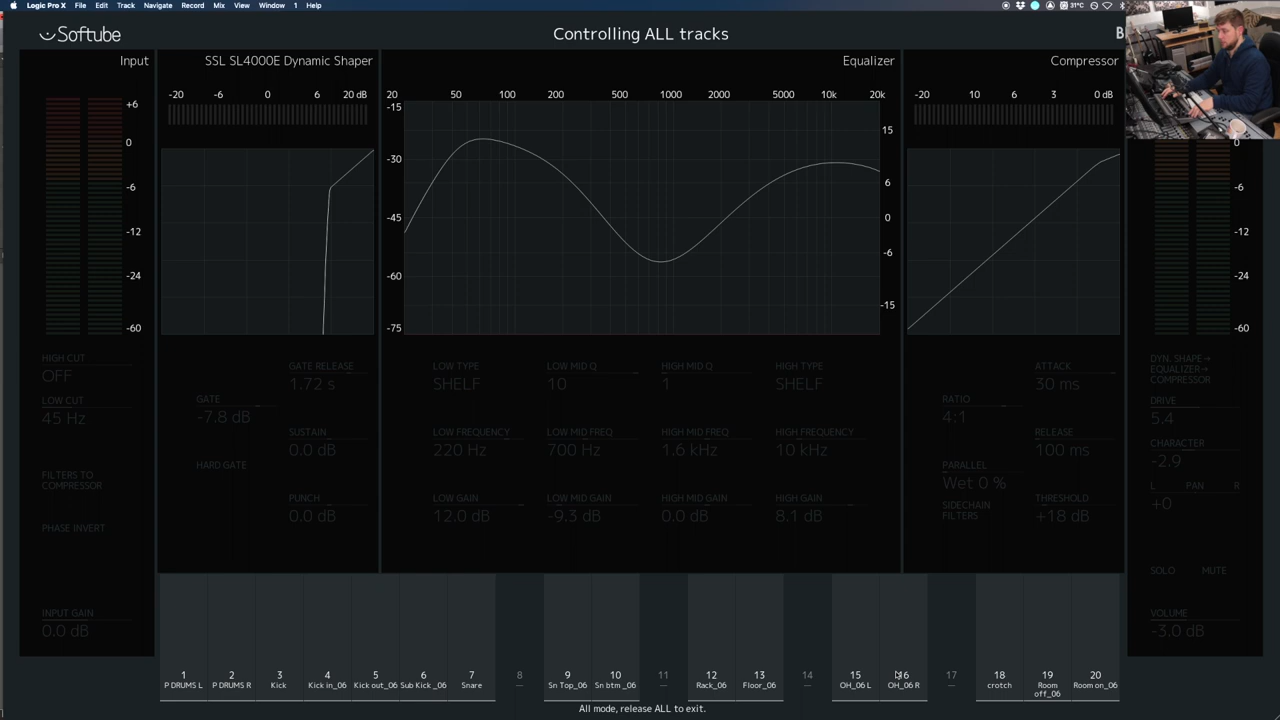 Logic Pro X File Edit Track Navigate Record Mix View Window 1 Help 31°C
Softube
Controlling ALL tracks
B
Input
SSL SL4000E Dynamic Shaper
Equalizer
Compressor
-20 -6 0 6 20 dB
20 50 100 200 500 1000 2000 5000 10k 20k
-20 10 6 3 0 dB
+6
0
-6
-12
-24
-60
-15
-30
-45
-60
-75
15
6
0
-6
-15
0
-6
-12
-24
-60
HIGH CUT
OFF
LOW CUT
45 Hz
FILTERS TO
COMPRESSOR
PHASE INVERT
INPUT GAIN
0.0 dB
GATE RELEASE
1.72 s
GATE
-7.8 dB
SUSTAIN
0.0 dB
HARD GATE
PUNCH
0.0 dB
LOW TYPE LOW MID Q HIGH MID Q HIGH TYPE
SHELF 10 1 SHELF
LOW FREQUENCY LOW MID FREQ HIGH MID FREQ HIGH FREQUENCY
220 Hz 700 Hz 1.6 kHz 10 kHz
LOW GAIN LOW MID GAIN HIGH MID GAIN HIGH GAIN
12.0 dB -9.3 dB 0.0 dB 8.1 dB
ATTACK
30 ms
RATIO
4:1
RELEASE
100 ms
PARALLEL
Wet 0 %
SIDECHAIN
FILTERS
THRESHOLD
+18 dB
DYN. SHAPE→
EQUALIZER→
COMPRESSOR
DRIVE
5.4
CHARACTER
-2.9
L PAN R
+0
SOLO MUTE
VOLUME
-3.0 dB
1 2 3 4 5 6 7 8 9 10 11 12 13 14 15 16 17 18 19 20
P DRUMS L P DRUMS R Kick Kick in_06 Kick out_06 Sub Kick _06 Snare — Sn Top_06 Sn btm _06 — Rack_06 Floor_06 — OH_06 L OH_06 R — crotch Room Room on_06
off_06
All mode, release ALL to exit.